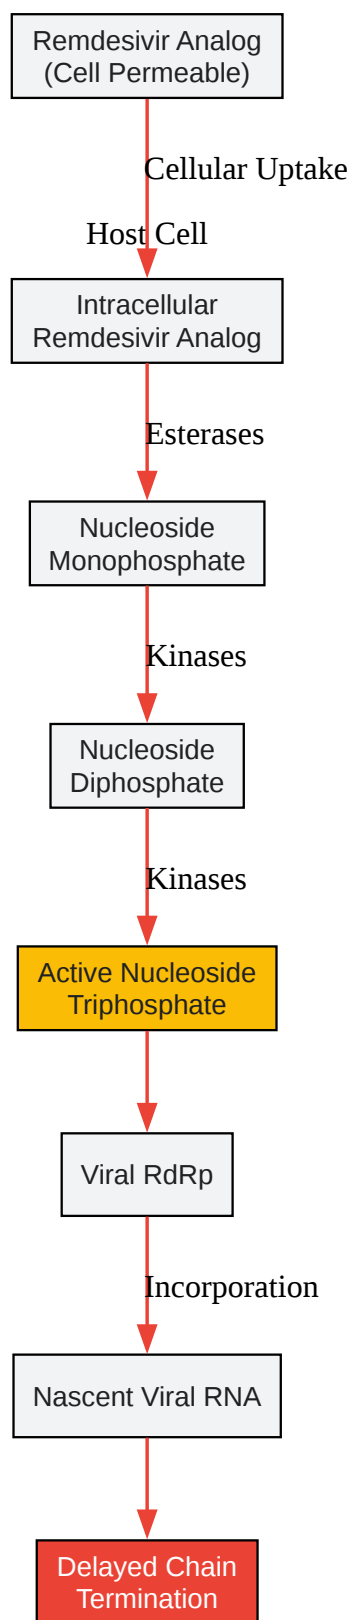 Remdesivir Analog
(Cell Permeable)
Cellular Uptake
Host Cell
Intracellular
Remdesivir Analog
Esterases
Nucleoside
Monophosphate
Kinases
Nucleoside
Diphosphate
Kinases
Active Nucleoside
Triphosphate
Viral RdRp
Incorporation
Nascent Viral RNA
Delayed Chain
Termination